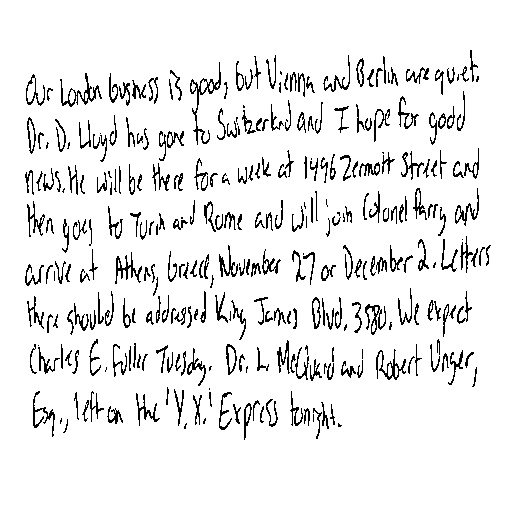 Our London business is good, but Vienna and Berlin are quiet.
Dr. D. Lloyd has gone to Switzerland and I hope for good
news. He will be there for a week at 1496 Zermott Street and
then goes to Turin and Rome and will join Colonel Parry and
arrive at Athens, Greece, November 27 or December 2. Letters
there should be addressed King James Blvd. 3580. We expect
Charles E. Fuller Tuesday. Dr. L. McQuard and Robert Unger,
Esq., left on the 'Y.X.' Express tonight.